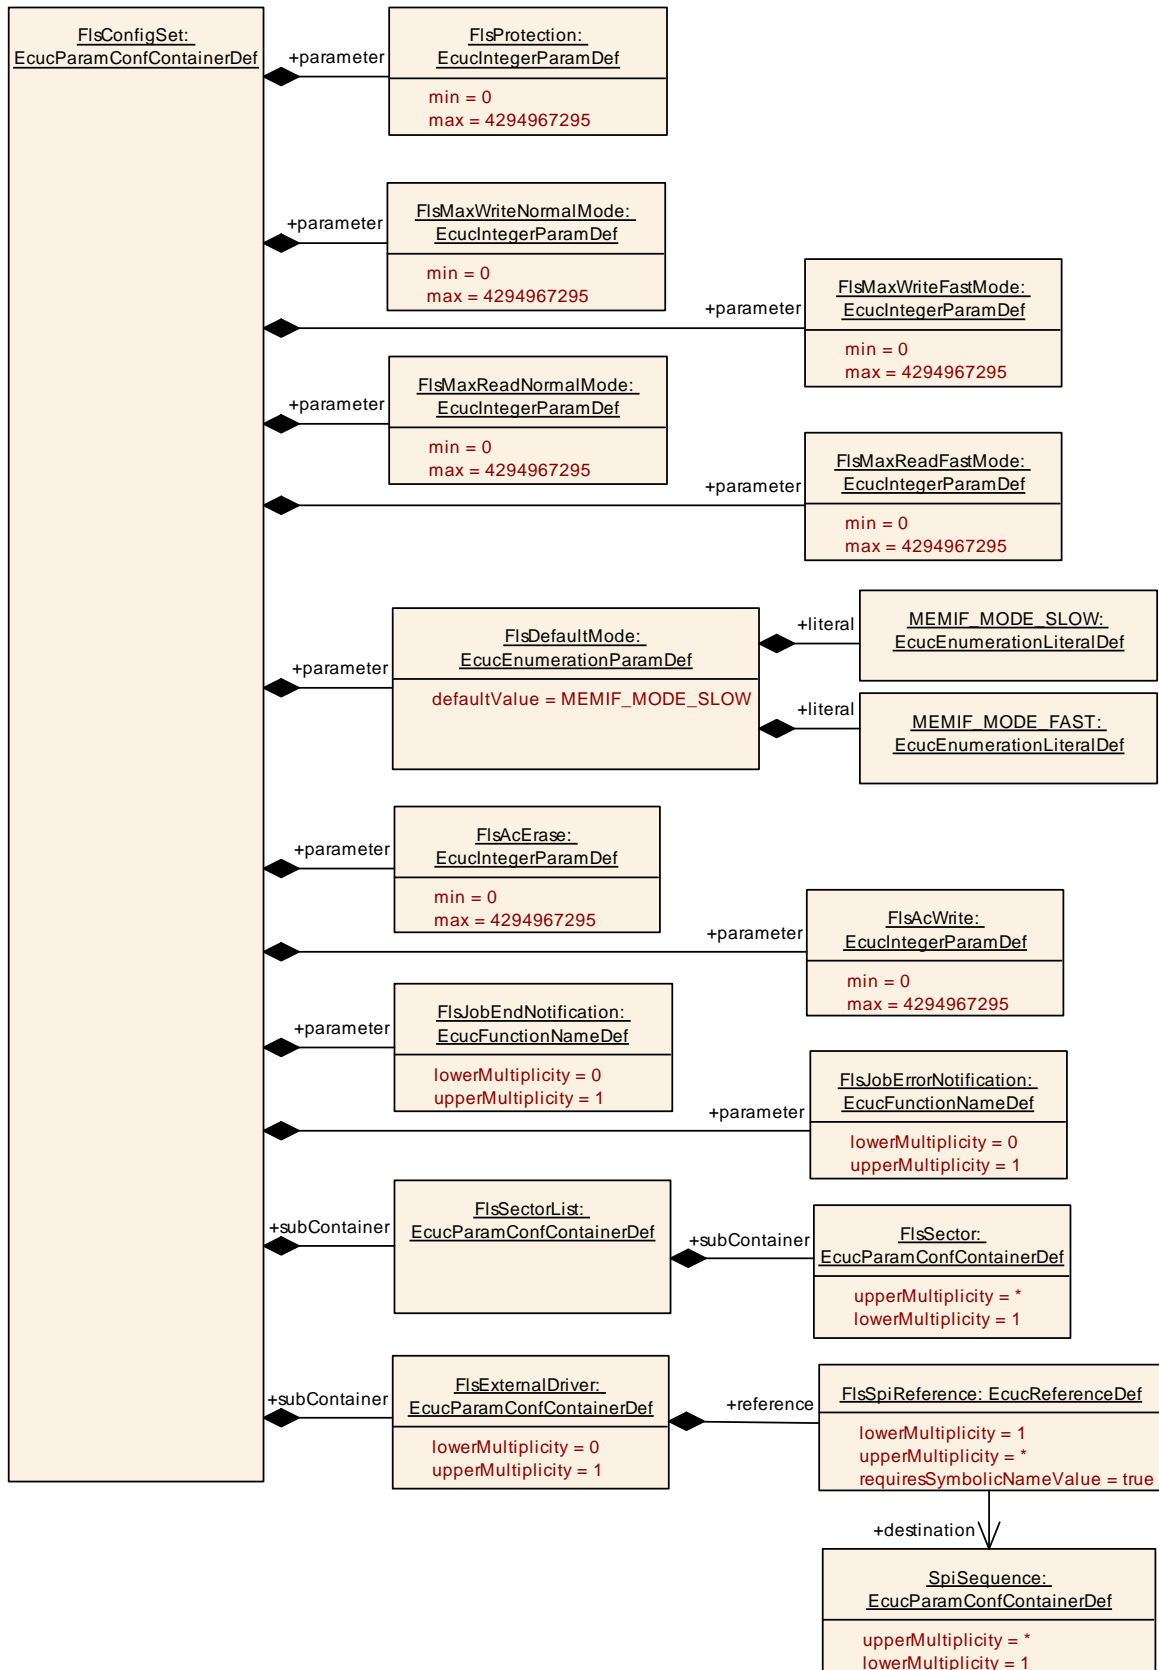 FlsConfigSet:
EcucParamConfContainerDef
+parameter
FlsProtection:
EcucIntegerParamDef
min = 0
max = 4294967295
+parameter
FlsMaxWriteNormalMode:
EcucIntegerParamDef
min = 0
max = 4294967295
+parameter
FlsMaxWriteFastMode:
EcucIntegerParamDef
min = 0
max = 4294967295
+parameter
FlsMaxReadNormalMode:
EcucIntegerParamDef
min = 0
max = 4294967295
+parameter
FlsMaxReadFastMode:
EcucIntegerParamDef
min = 0
max = 4294967295
+parameter
FlsDefaultMode:
EcucEnumerationParamDef
defaultValue = MEMIF_MODE_SLOW
+literal
MEMIF_MODE_SLOW:
EcucEnumerationLiteralDef
+literal
MEMIF_MODE_FAST:
EcucEnumerationLiteralDef
+parameter
FlsAcErase:
EcucIntegerParamDef
min = 0
max = 4294967295
+parameter
FlsAcWrite:
EcucIntegerParamDef
min = 0
max = 4294967295
+parameter
FlsJobEndNotification:
EcucFunctionNameDef
lowerMultiplicity = 0
upperMultiplicity = 1
+parameter
FlsJobErrorNotification:
EcucFunctionNameDef
lowerMultiplicity = 0
upperMultiplicity = 1
+subContainer
FlsSectorList:
EcucParamConfContainerDef
+subContainer
FlsSector:
EcucParamConfContainerDef
upperMultiplicity = *
lowerMultiplicity = 1
+subContainer
FlsExternalDriver:
EcucParamConfContainerDef
lowerMultiplicity = 0
upperMultiplicity = 1
+reference
FlsSpiReference: EcucReferenceDef
lowerMultiplicity = 1
upperMultiplicity = *
requiresSymbolicNameValue = true
+destination
SpiSequence:
EcucParamConfContainerDef
upperMultiplicity = *
lowerMultiplicity = 1